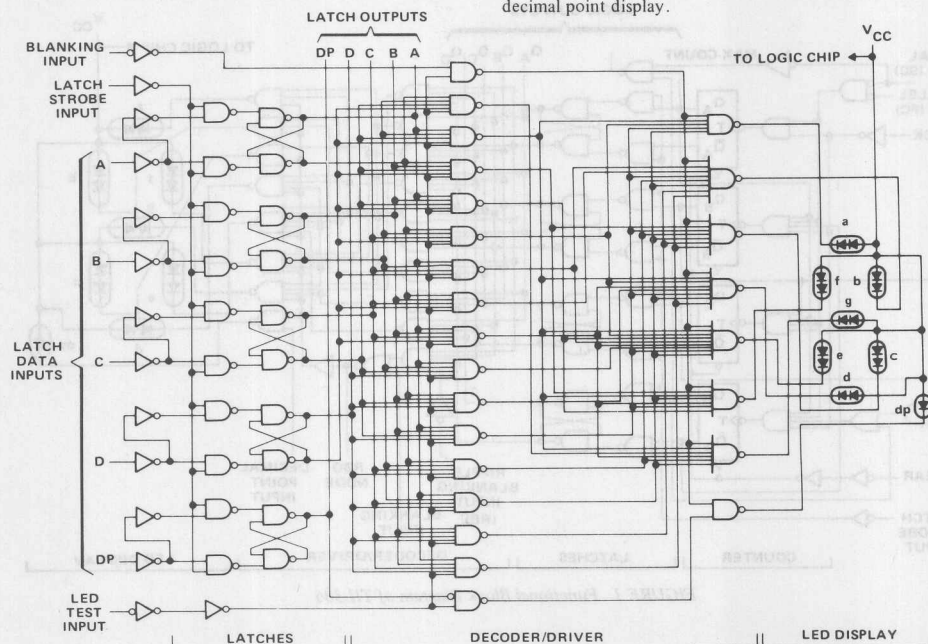 decimal point display.
LATCH OUTPUTS
DP D C B A
BLANKING
INPUT
LATCH
STROBE
INPUT
VCC
TO LOGIC CHIP
A
B
LATCH
DATA
INPUTS
C
D
DP
LED
TEST
INPUT
a
f b
g
e c
d
dp
LATCHES
DECODER/DRIVER
LED DISPLAY